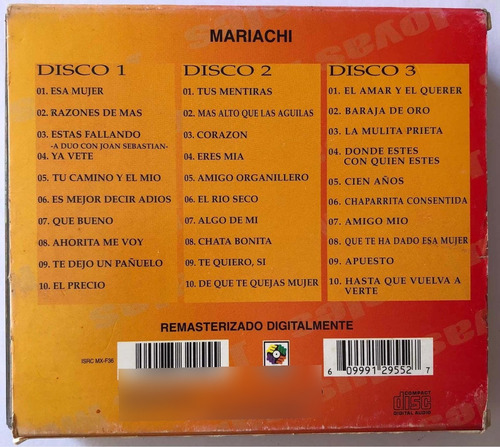 MARIACHI
DISCO 1
01. ESA MUJER
02. RAZONES DE MAS
03. ESTAS FALLANDO
-A DUO CON JOAN SEBASTIAN-
04. YA VETE
05. TU CAMINO Y EL MIO
06. ES MEJOR DECIR ADIOS
07. QUE BUENO
08. AHORITA ME VOY
09. TE DEJO UN PAÑUELO
10. EL PRECIO
DISCO 2
01. TUS MENTIRAS
02. MAS ALTO QUE LAS AGUILAS
03. CORAZON
04. ERES MIA
05. AMIGO ORGANILLERO
06. EL RIO SECO
07. ALGO DE MI
08. CHATA BONITA
09. TE QUIERO, SI
10. DE QUE TE QUEJAS MUJER
DISCO 3
01. EL AMAR Y EL QUERER
02. BARAJA DE ORO
03. LA MULITA PRIETA
04. DONDE ESTES
CON QUIEN ESTES
05. CIEN AÑOS
06. CHAPARRITA CONSENTIDA
07. AMIGO MIO
08. QUE TE HA DADO ESA MUJER
09. APUESTO
10. HASTA QUE VUELVA A
VERTE
REMASTERIZADO DIGITALMENTE
ISRC MX-F36
6 09991 29552 7
COMPACT
disc
DIGITAL AUDIO